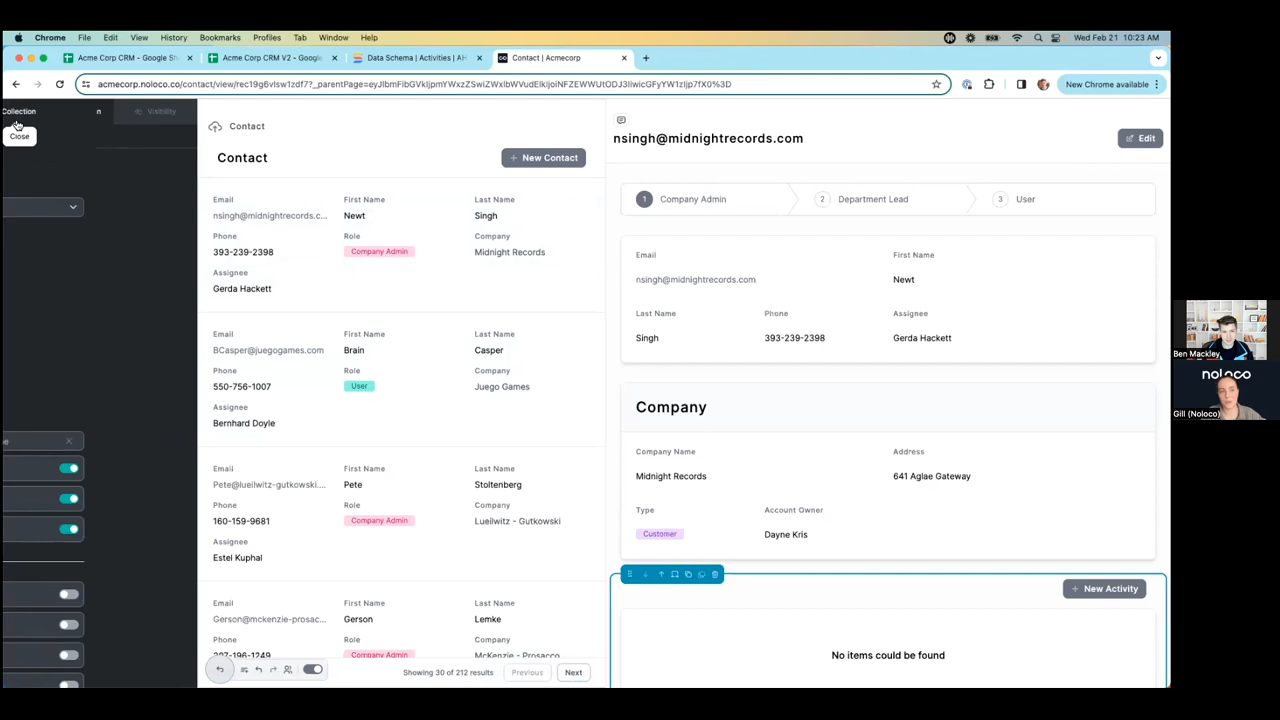 Chrome File Edit View History Bookmarks Profiles Tab Window Help Wed Feb 21 10:23 AM
Acme Corp CRM - Google Sh Acme Corp CRM V2 - Google Data Schema | Activities | Contact | Acmecorp
New Chrome available
Collection
Visibility
Close
Contact
Contact
New Contact
Email First Name Last Name
nsingh@midnightrecords.c... Newt Singh
Phone Role Company
393-239-2398 Company Admin Midnight Records
Assignee
Gerda Hackett
Email First Name Last Name
BCasper@juegogames.com Brain Casper
Phone Role Company
550-756-1007 User Juego Games
Assignee
Bernhard Doyle
Email First Name Last Name
Pete@lueilwitz-gutkowski.... Pete Stoltenberg
Phone Role Company
160-159-9681 Company Admin Lueilwitz - Gutkowski
Assignee
Estel Kuphal
Email First Name Last Name
Gerson@mckenzie-prosac... Gerson Lemke
Phone Role Company
207-196-1249 Company Admin McKenzie - Prosacco
Showing 30 of 212 results Previous Next
nsingh@midnightrecords.com
Edit
1 Company Admin 2 Department Lead 3 User
Email First Name
nsingh@midnightrecords.com Newt
Last Name Phone Assignee
Singh 393-239-2398 Gerda Hackett
Company
Company Name Address
Midnight Records 641 Aglae Gateway
Type Account Owner
Customer Dayne Kris
New Activity
No items could be found
Ben Mackley
noloco
Gill (Noloco)